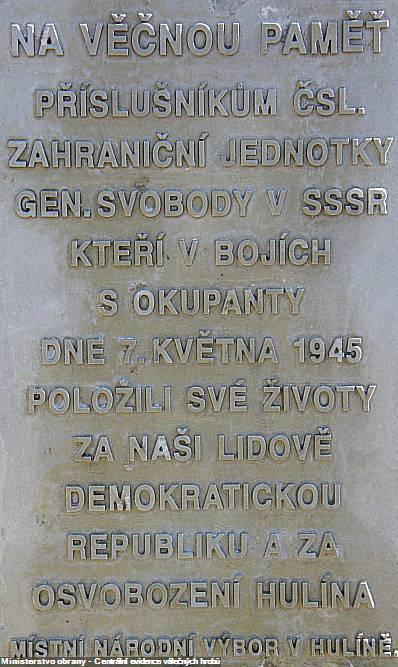 NA VĚČNOU PAMĚŤ
PŘÍSLUŠNÍKŮM ČSL.
ZAHRANIČNÍ JEDNOTKY
GEN. SVOBODY V SSSR
KTEŘÍ V BOJÍCH
S OKUPANTY
DNE 7. KVĚTNA 1945
POLOŽILI SVÉ ŽIVOTY
ZA NAŠI LIDOVĚ
DEMOKRATICKOU
REPUBLIKU A ZA
OSVOBOZENÍ HULÍNA
MÍSTNÍ NÁRODNÍ VÝBOR V HULÍNĚ
Ministerstvo obrany - Centrální evidence válečných hrobů